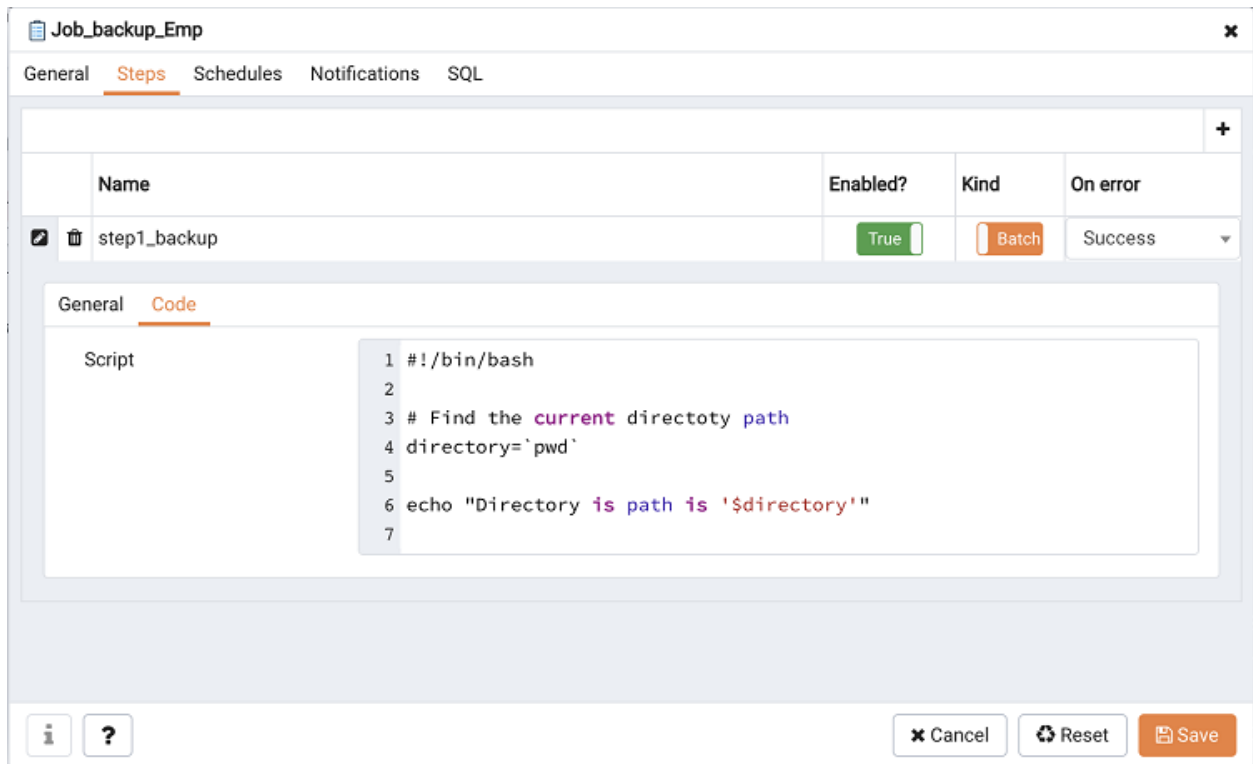 Job_backup_Emp
General Steps Schedules Notifications SQL
Name Enabled? Kind On error
step1_backup True Batch Success
General Code
Script
1 #!/bin/bash
2
3 # Find the current directoty path
4 directory=`pwd`
5
6 echo "Directory is path is '$directory'"
7
i ? Cancel Reset Save